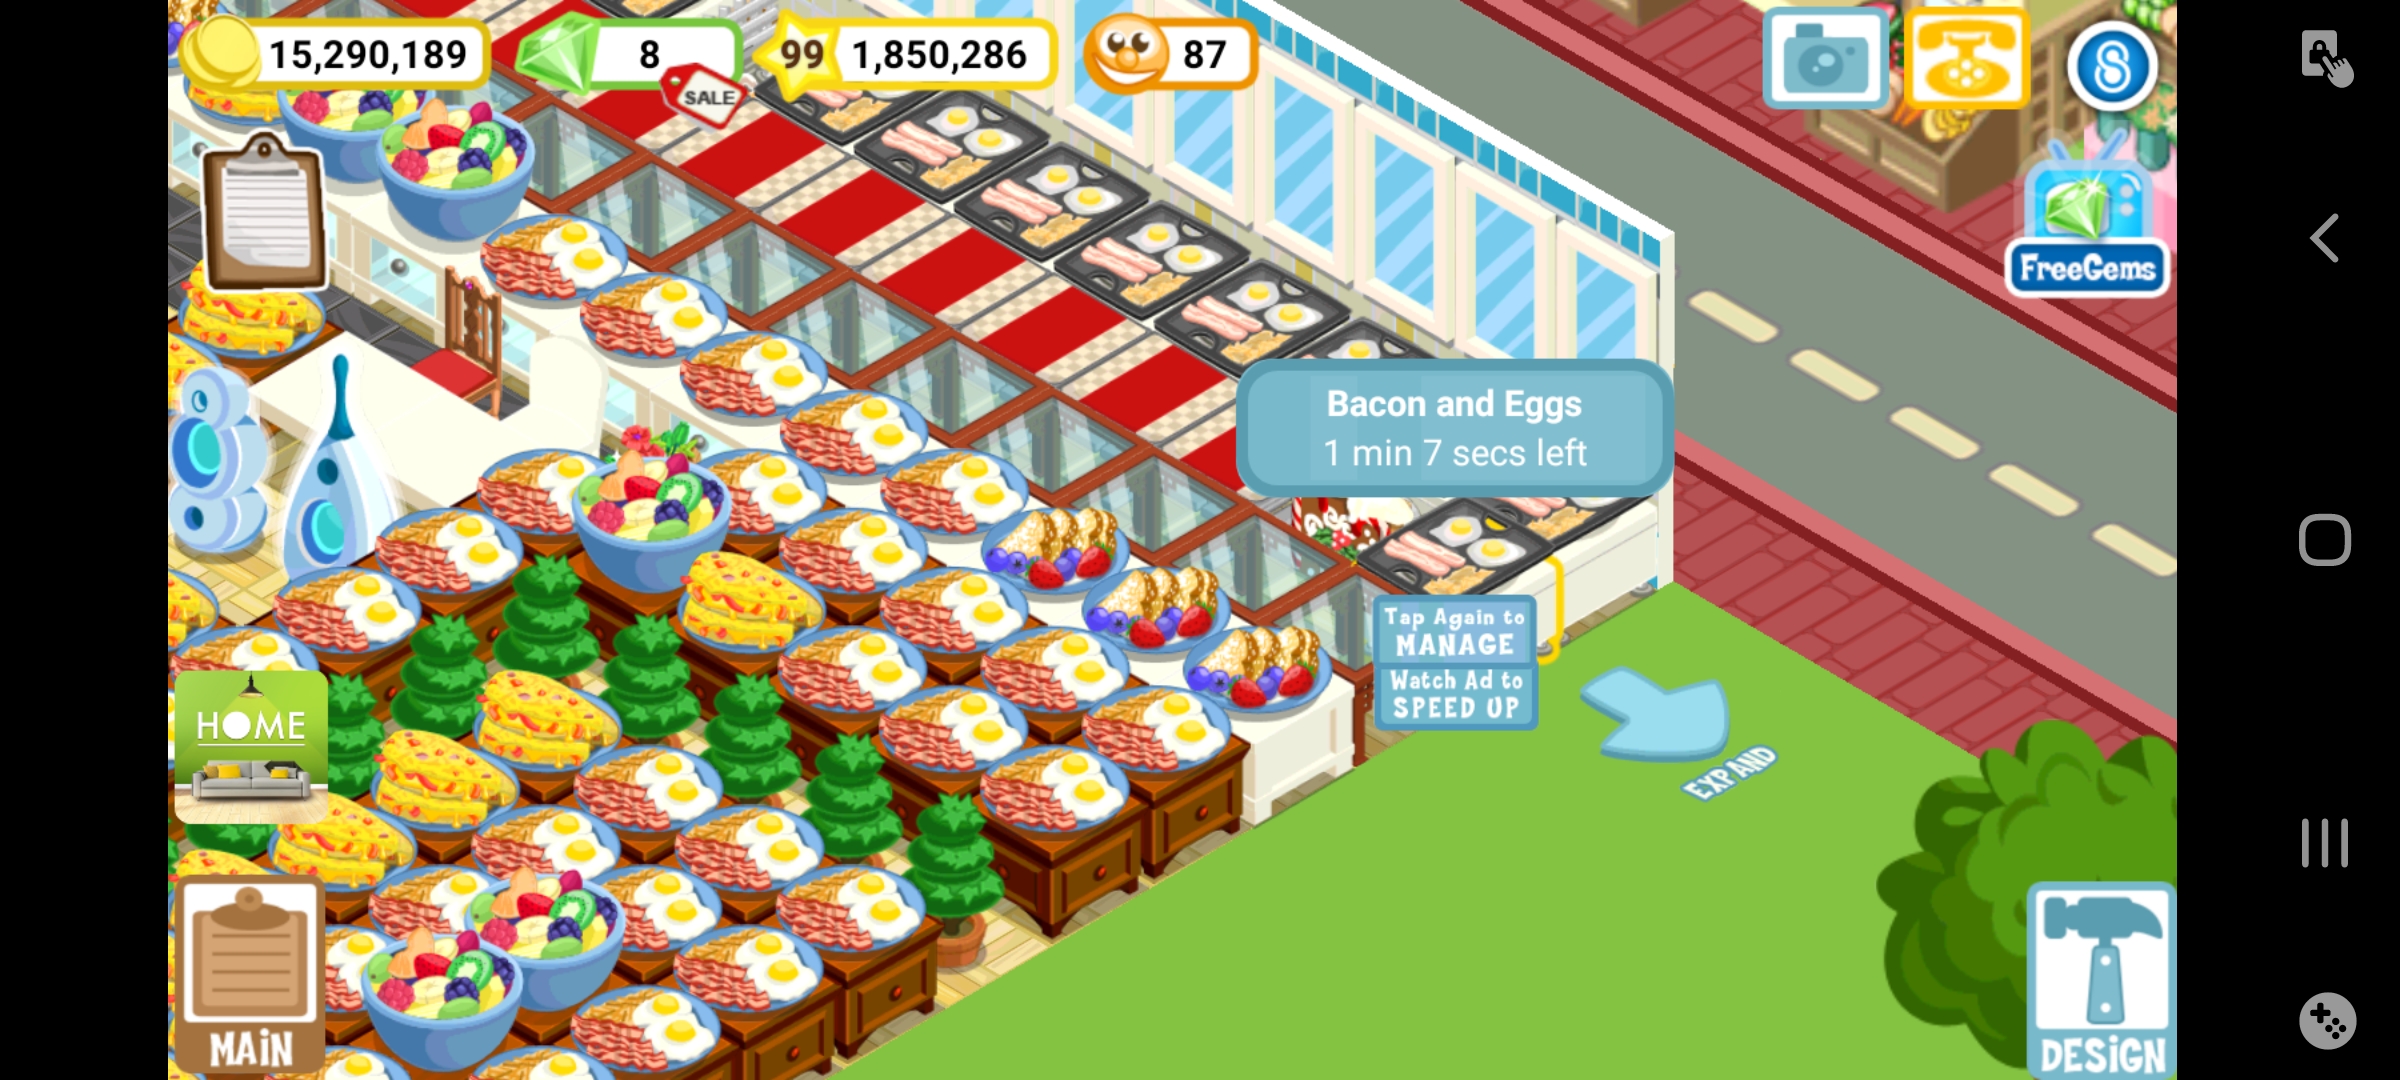 15,290,189
8
SALE
99
1,850,286
87
FreeGems
Bacon and Eggs
1 min 7 secs left
Tap Again to
MANAGE
Watch Ad to
SPEED UP
EXPAND
HOME
MAIN
DESIGN